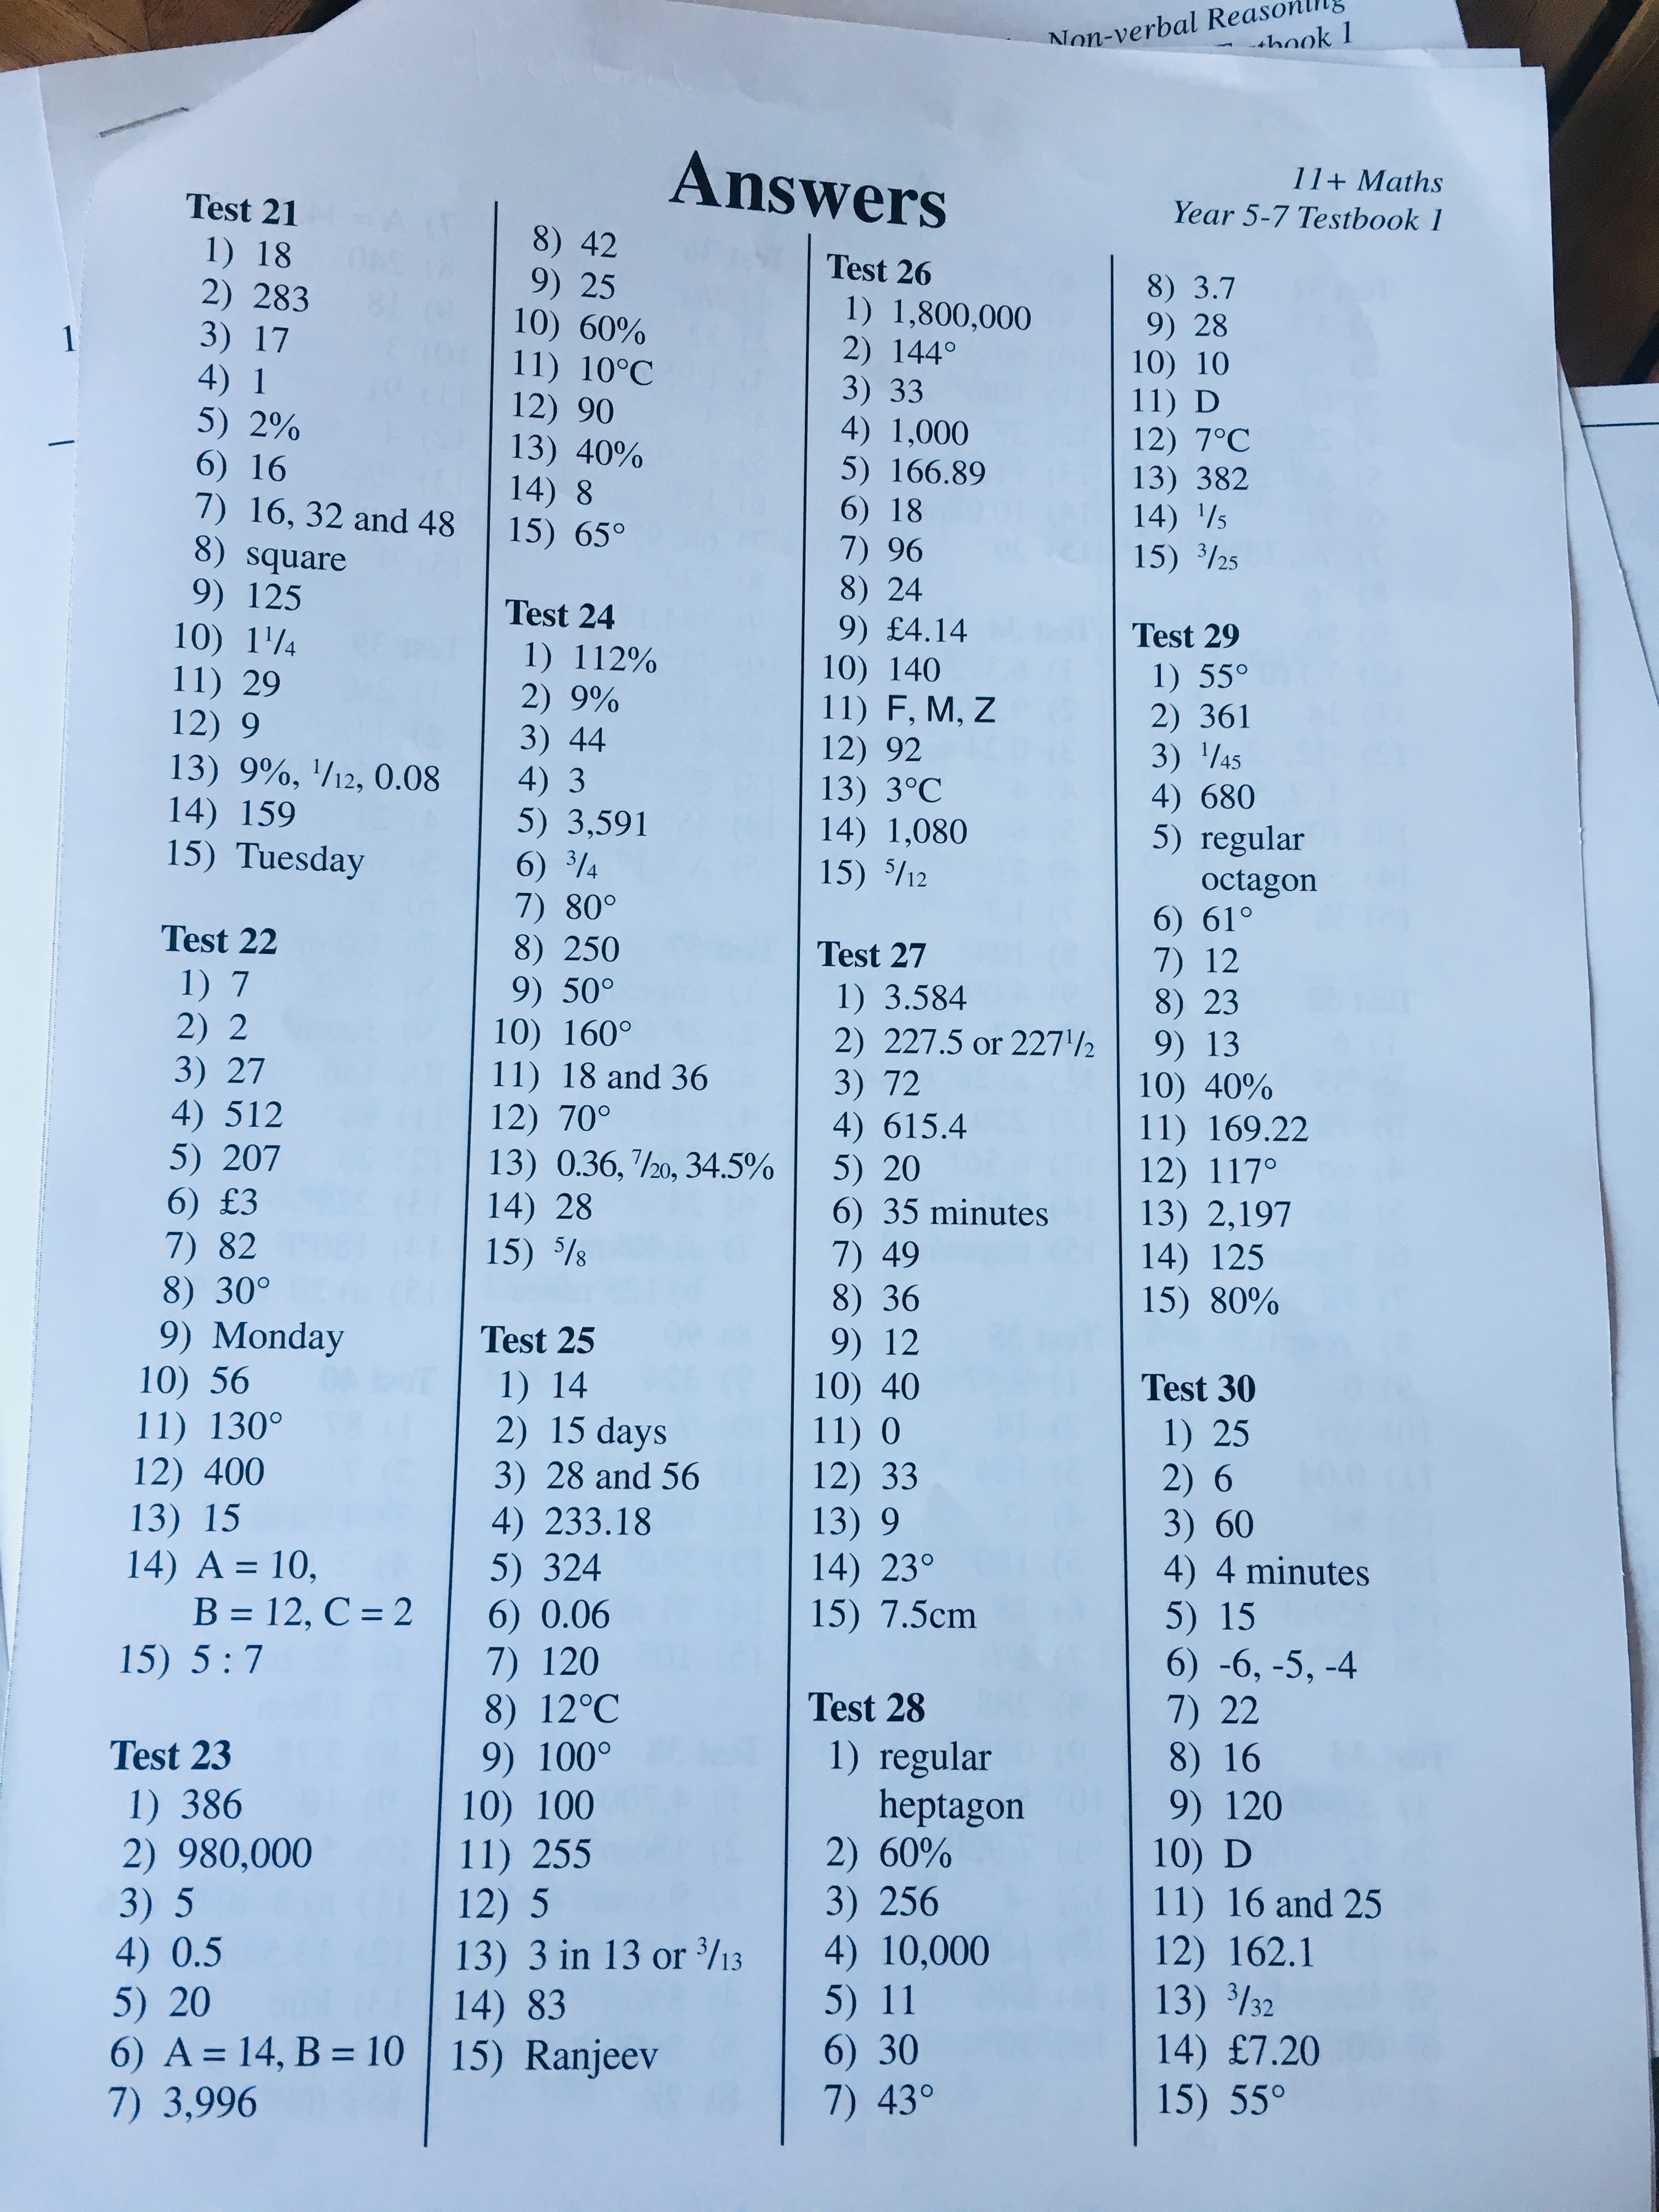 Non-verbal Reasoning
book 1
Answers
11+ Maths
Year 5-7 Testbook 1
Test 21
1) 18
2) 283
3) 17
4) 1
5) 2%
6) 16
7) 16, 32 and 48
8) square
9) 125
10) 1 1/4
11) 29
12) 9
13) 9%, 1/12, 0.08
14) 159
15) Tuesday
Test 22
1) 7
2) 2
3) 27
4) 512
5) 207
6) £3
7) 82
8) 30°
9) Monday
10) 56
11) 130°
12) 400
13) 15
14) A = 10,
B = 12, C = 2
15) 5 : 7
Test 23
1) 386
2) 980,000
3) 5
4) 0.5
5) 20
6) A = 14, B = 10
7) 3,996
8) 42
9) 25
10) 60%
11) 10°C
12) 90
13) 40%
14) 8
15) 65°
Test 24
1) 112%
2) 9%
3) 44
4) 3
5) 3,591
6) 3/4
7) 80°
8) 250
9) 50°
10) 160°
11) 18 and 36
12) 70°
13) 0.36, 7/20, 34.5%
14) 28
15) 5/8
Test 25
1) 14
2) 15 days
3) 28 and 56
4) 233.18
5) 324
6) 0.06
7) 120
8) 12°C
9) 100°
10) 100
11) 255
12) 5
13) 3 in 13 or 3/13
14) 83
15) Ranjeev
Test 26
1) 1,800,000
2) 144°
3) 33
4) 1,000
5) 166.89
6) 18
7) 96
8) 24
9) £4.14
10) 140
11) F, M, Z
12) 92
13) 3°C
14) 1,080
15) 5/12
Test 27
1) 3.584
2) 227.5 or 227 1/2
3) 72
4) 615.4
5) 20
6) 35 minutes
7) 49
8) 36
9) 12
10) 40
11) 0
12) 33
13) 9
14) 23°
15) 7.5cm
Test 28
1) regular
heptagon
2) 60%
3) 256
4) 10,000
5) 11
6) 30
7) 43°
8) 3.7
9) 28
10) 10
11) D
12) 7°C
13) 382
14) 1/5
15) 3/25
Test 29
1) 55°
2) 361
3) 1/45
4) 680
5) regular
octagon
6) 61°
7) 12
8) 23
9) 13
10) 40%
11) 169.22
12) 117°
13) 2,197
14) 125
15) 80%
Test 30
1) 25
2) 6
3) 60
4) 4 minutes
5) 15
6) -6, -5, -4
7) 22
8) 16
9) 120
10) D
11) 16 and 25
12) 162.1
13) 3/32
14) £7.20
15) 55°
1